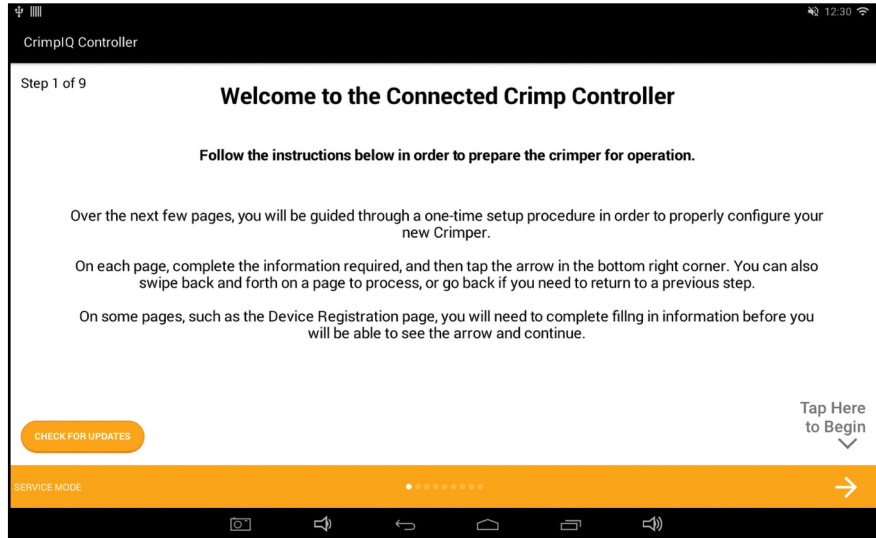 12:30
CrimpIQ Controller
Step 1 of 9
Welcome to the Connected Crimp Controller
Follow the instructions below in order to prepare the crimper for operation.
Over the next few pages, you will be guided through a one-time setup procedure in order to properly configure your
new Crimper.
On each page, complete the information required, and then tap the arrow in the bottom right corner. You can also
swipe back and forth on a page to process, or go back if you need to return to a previous step.
On some pages, such as the Device Registration page, you will need to complete fillng in information before you
will be able to see the arrow and continue.
Tap Here
to Begin
CHECK FOR UPDATES
SERVICE MODE